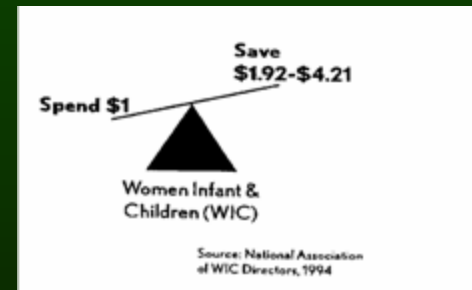 Save
$1.92-$4.21
Spend $1
Women Infant &
Children (WIC)
Source: National Association
of WIC Directors, 1994